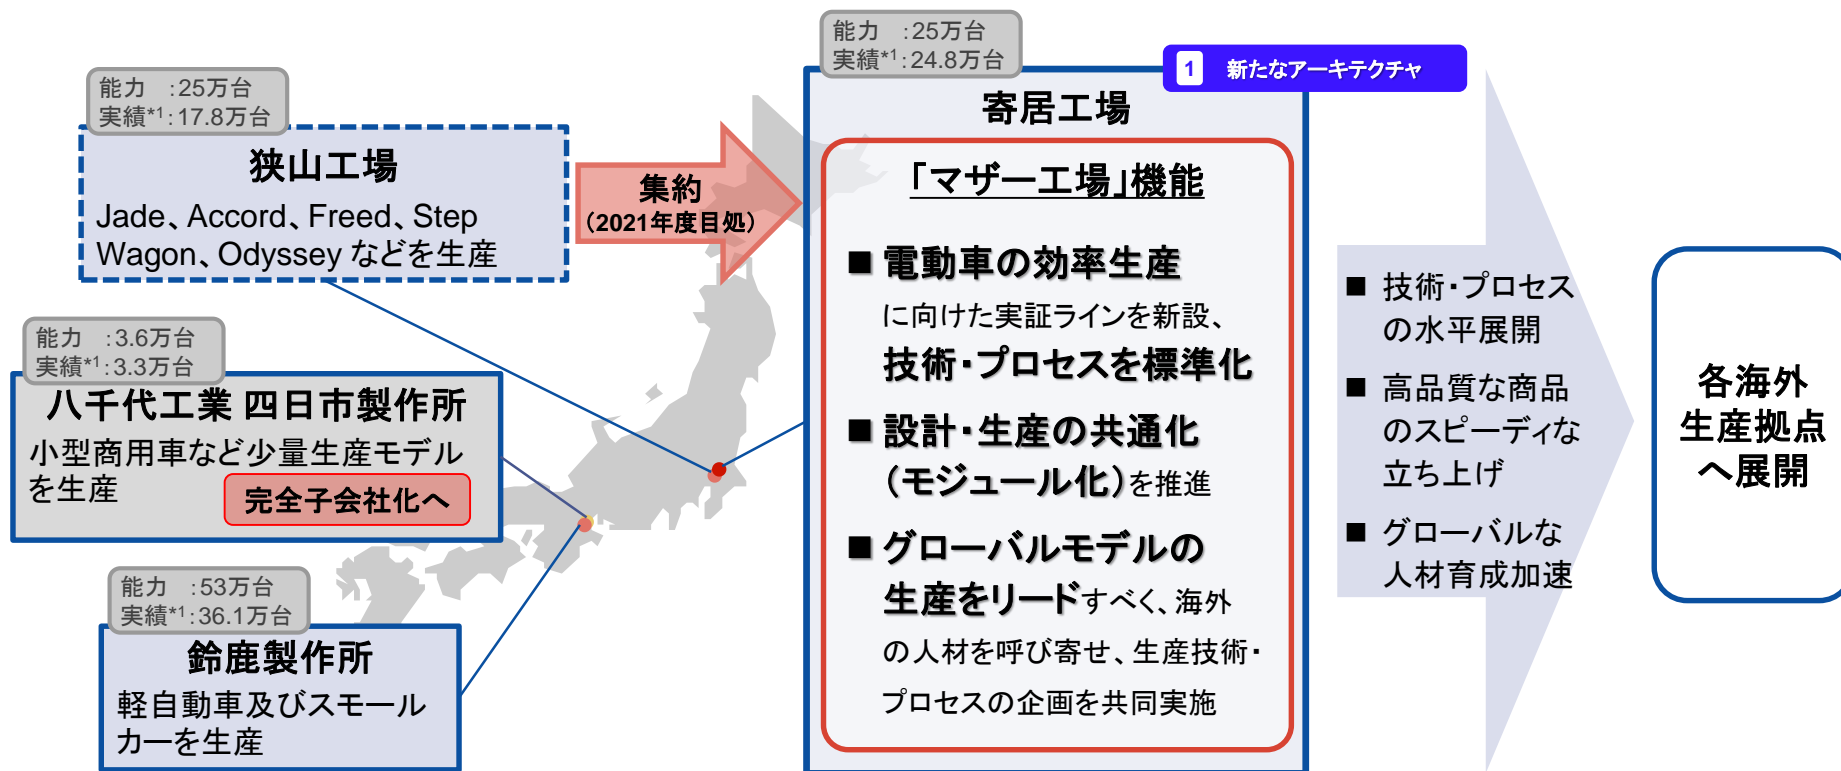 能力　：25万台
実績*1：17.8万台
狭山工場
Jade、Accord、Freed、Step
Wagon、Odyssey などを生産
集約
（2021年度目処）
能力　：3.6万台
実績*1：3.3万台
八千代工業 四日市製作所
小型商用車など少量生産モデル
を生産
完全子会社化へ
能力　：53万台
実績*1：36.1万台
鈴鹿製作所
軽自動車及びスモール
カーを生産
能力　：25万台
実績*1：24.8万台
1 新たなアーキテクチャ
寄居工場
「マザー工場」機能
■ 電動車の効率生産
に向けた実証ラインを新設、
技術・プロセスを標準化
■ 設計・生産の共通化
（モジュール化）を推進
■ グローバルモデルの
生産をリードすべく、海外
の人材を呼び寄せ、生産技術・
プロセスの企画を共同実施
■ 技術・プロセス
の水平展開
■ 高品質な商品
のスピーディな
立ち上げ
■ グローバルな
人材育成加速
各海外
生産拠点
へ展開